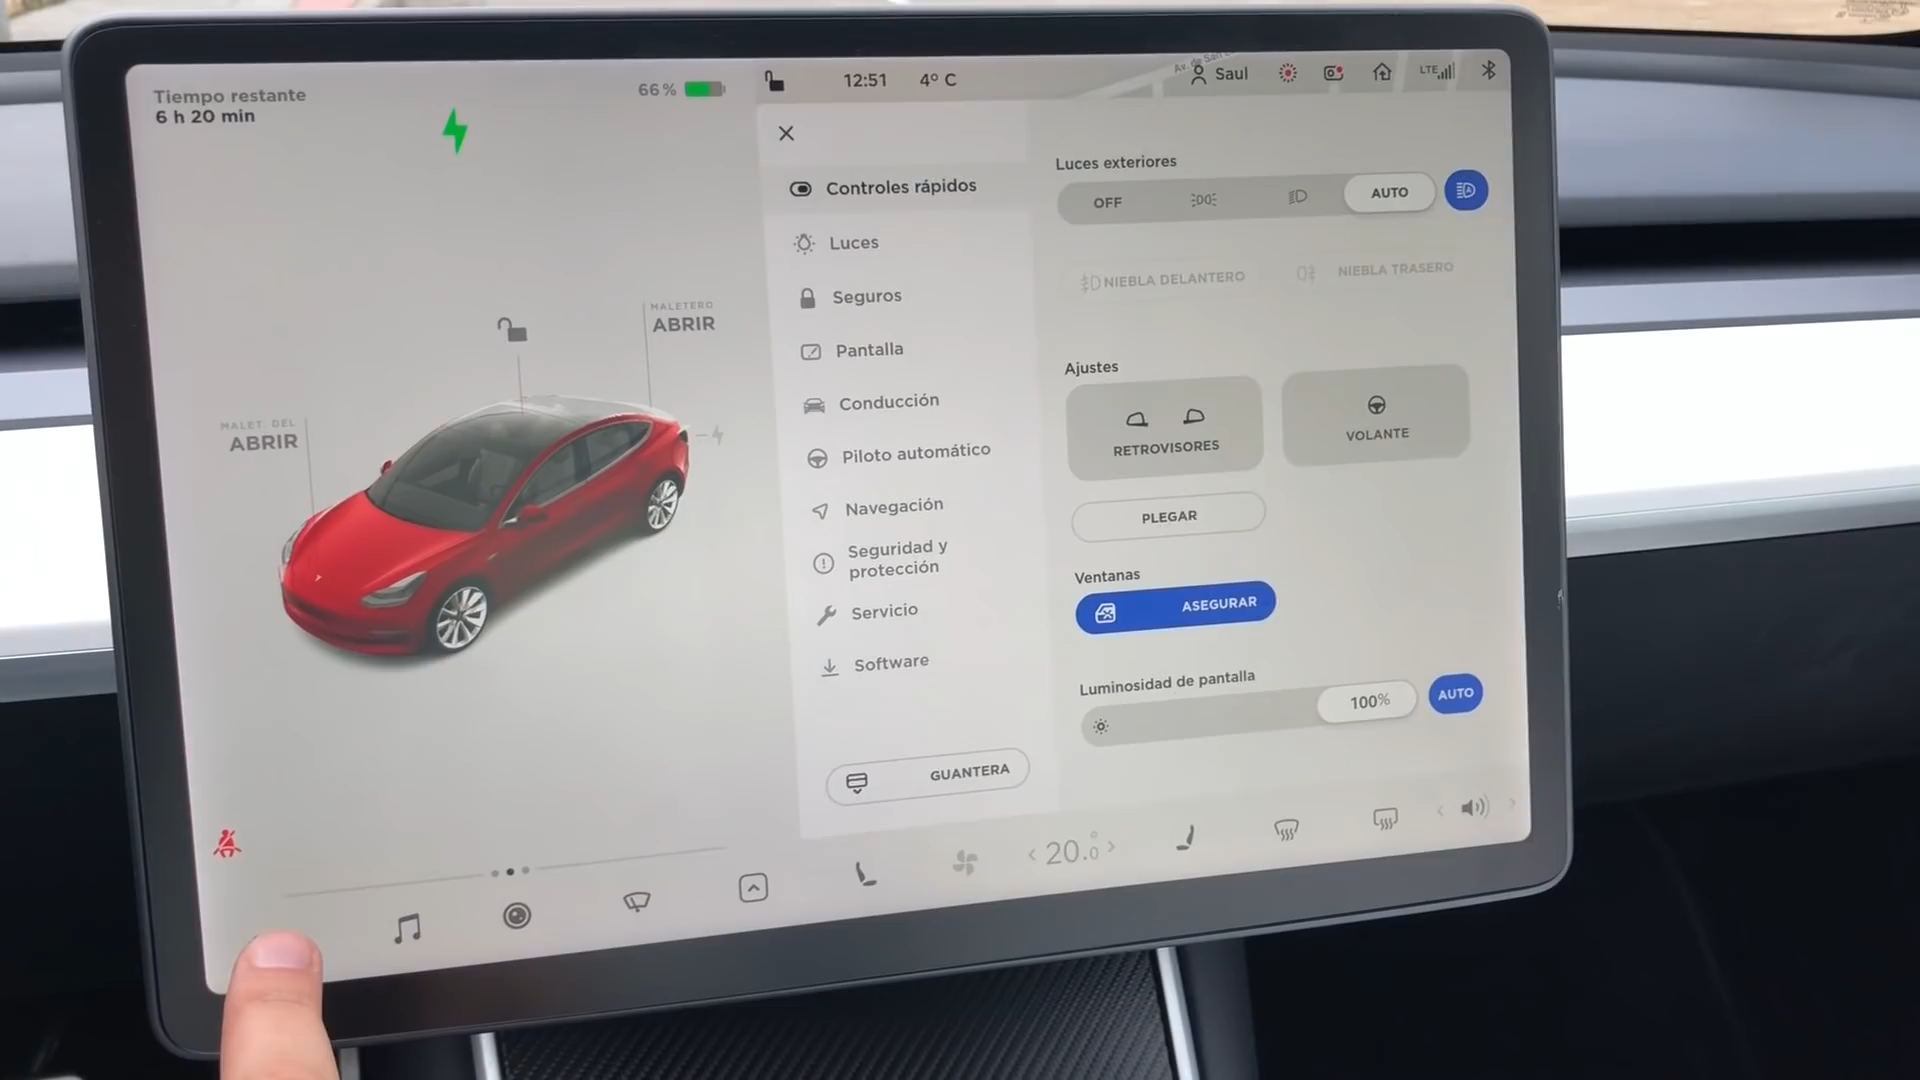 Tiempo restante
6 h 20 min
66%
12:51
4° C
Saul
LTE
MALETERO
ABRIR
MALET. DEL
ABRIR
Controles rápidos
Luces
Seguros
Pantalla
Conducción
Piloto automático
Navegación
Seguridad y
protección
Servicio
Software
GUANTERA
Luces exteriores
OFF
AUTO
NIEBLA DELANTERO
NIEBLA TRASERO
Ajustes
RETROVISORES
VOLANTE
PLEGAR
Ventanas
ASEGURAR
Luminosidad de pantalla
100%
AUTO
20.0°